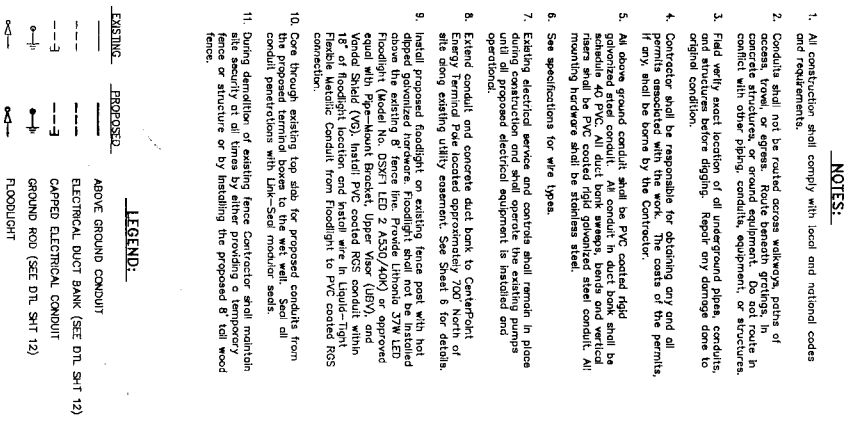 NOTES:
1. All construction shall comply with local and national codes
and requirements.
2. Conduits shall not be routed across walkways, paths of
access, travel or egress. Route beneath gratings, in
concrete structures, or around equipment. Do not route in
conflict with other piping, conduits, equipment, or structures.
3. Field verify exact location of all underground pipes, conduits,
and structures before digging. Repair any damage done to
original condition.
4. Contractor shall be responsible for obtaining any and all
permits associated with the work. The costs of the permits,
if any, shall be borne by the Contractor.
5. All above ground conduit shall be PVC coated rigid
galvanized steel conduit. All conduit in duct bank shall be
schedule 40 PVC. All duct bank sweeps, bends and vertical
risers shall be PVC coated rigid galvanized steel conduit. All
mounting hardware shall be stainless steel.
6. See specifications for wire types.
7. Existing electrical service and controls shall remain in place
during construction and shall operate the existing pumps
until all proposed electrical equipment is installed and
operational.
8. Extend conduit and concrete duct bank to CenterPoint
Energy Terminal Pole located approximately 700' North of
site along existing utility easement. See Sheet 6 for details.
9. Install proposed floodlight on existing fence post with hot
dipped galvanized hardware. Floodlight shall not be installed
above the existing 8' fence line. Provide Lithonia 37W LED
Floodlight (Model No. DSXF1 LED 2 A530/40K) or approved
equal with Pipe-Mount Bracket, Upper Visor (UBV), and
Vandal Shield (VG). Install PVC coated RGS conduit within
18" of floodlight location and install wire in Liquid-Tight
Flexible Metallic Conduit from Floodlight to PVC coated RGS
connection.
10. Core through existing top slab for proposed conduits from
the proposed terminal boxes to the wet well. Seal all
conduit penetrations with Link-Seal modular seals.
11. During demolition of existing fence Contractor shall maintain
site security at all times by either providing a temporary
fence or structure or by installing the proposed 8' tall wood
fence.
LEGEND:
EXISTING PROPOSED
ABOVE GROUND CONDUIT
ELECTRICAL DUCT BANK (SEE DTL SHT 12)
CAPPED ELECTRICAL CONDUIT
GROUND ROD (SEE DTL SHT 12)
FLOODLIGHT